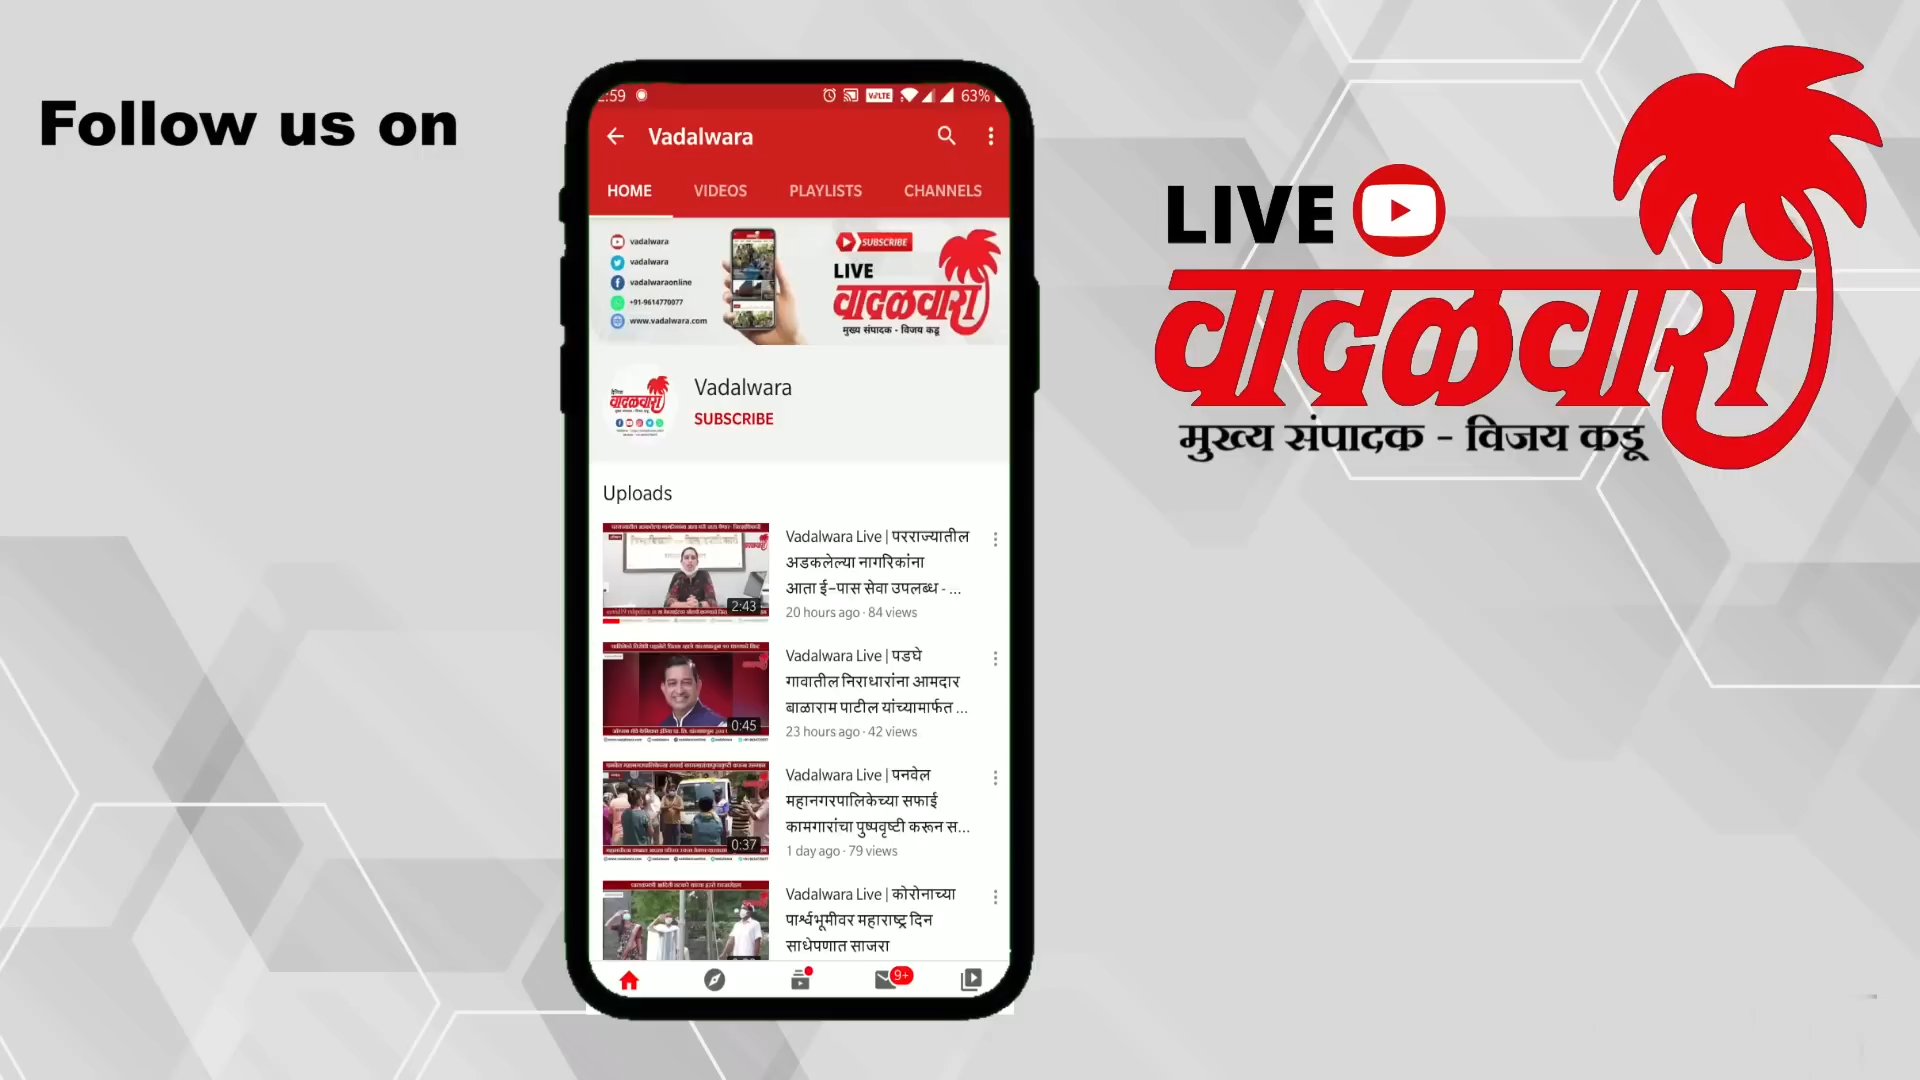 Follow us on
:59
VoLTE
63%
Vadalwara
HOME VIDEOS PLAYLISTS CHANNELS
vadalwara
vadalwara
vadalwaraonline
+91-9614770077
www.vadalwara.com
SUBSCRIBE
LIVE
वादळवारा
मुख्य संपादक - विजय कडू
वादळवारा
Vadalwara
SUBSCRIBE
Uploads
Vadalwara Live | परराज्यातील
अडकलेल्या नागरिकांना
आता ई-पास सेवा उपलब्ध - ...
20 hours ago · 84 views
2:43
Vadalwara Live | पडघे
गावातील निराधारांना आमदार
बाळाराम पाटील यांच्यामार्फत ...
23 hours ago · 42 views
0:45
Vadalwara Live | पनवेल
महानगरपालिकेच्या सफाई
कामगारांचा पुष्पवृष्टी करून स...
1 day ago · 79 views
0:37
Vadalwara Live | कोरोनाच्या
पार्श्वभूमीवर महाराष्ट्र दिन
साधेपणात साजरा
9+
LIVE
वादळवारा
मुख्य संपादक - विजय कडू